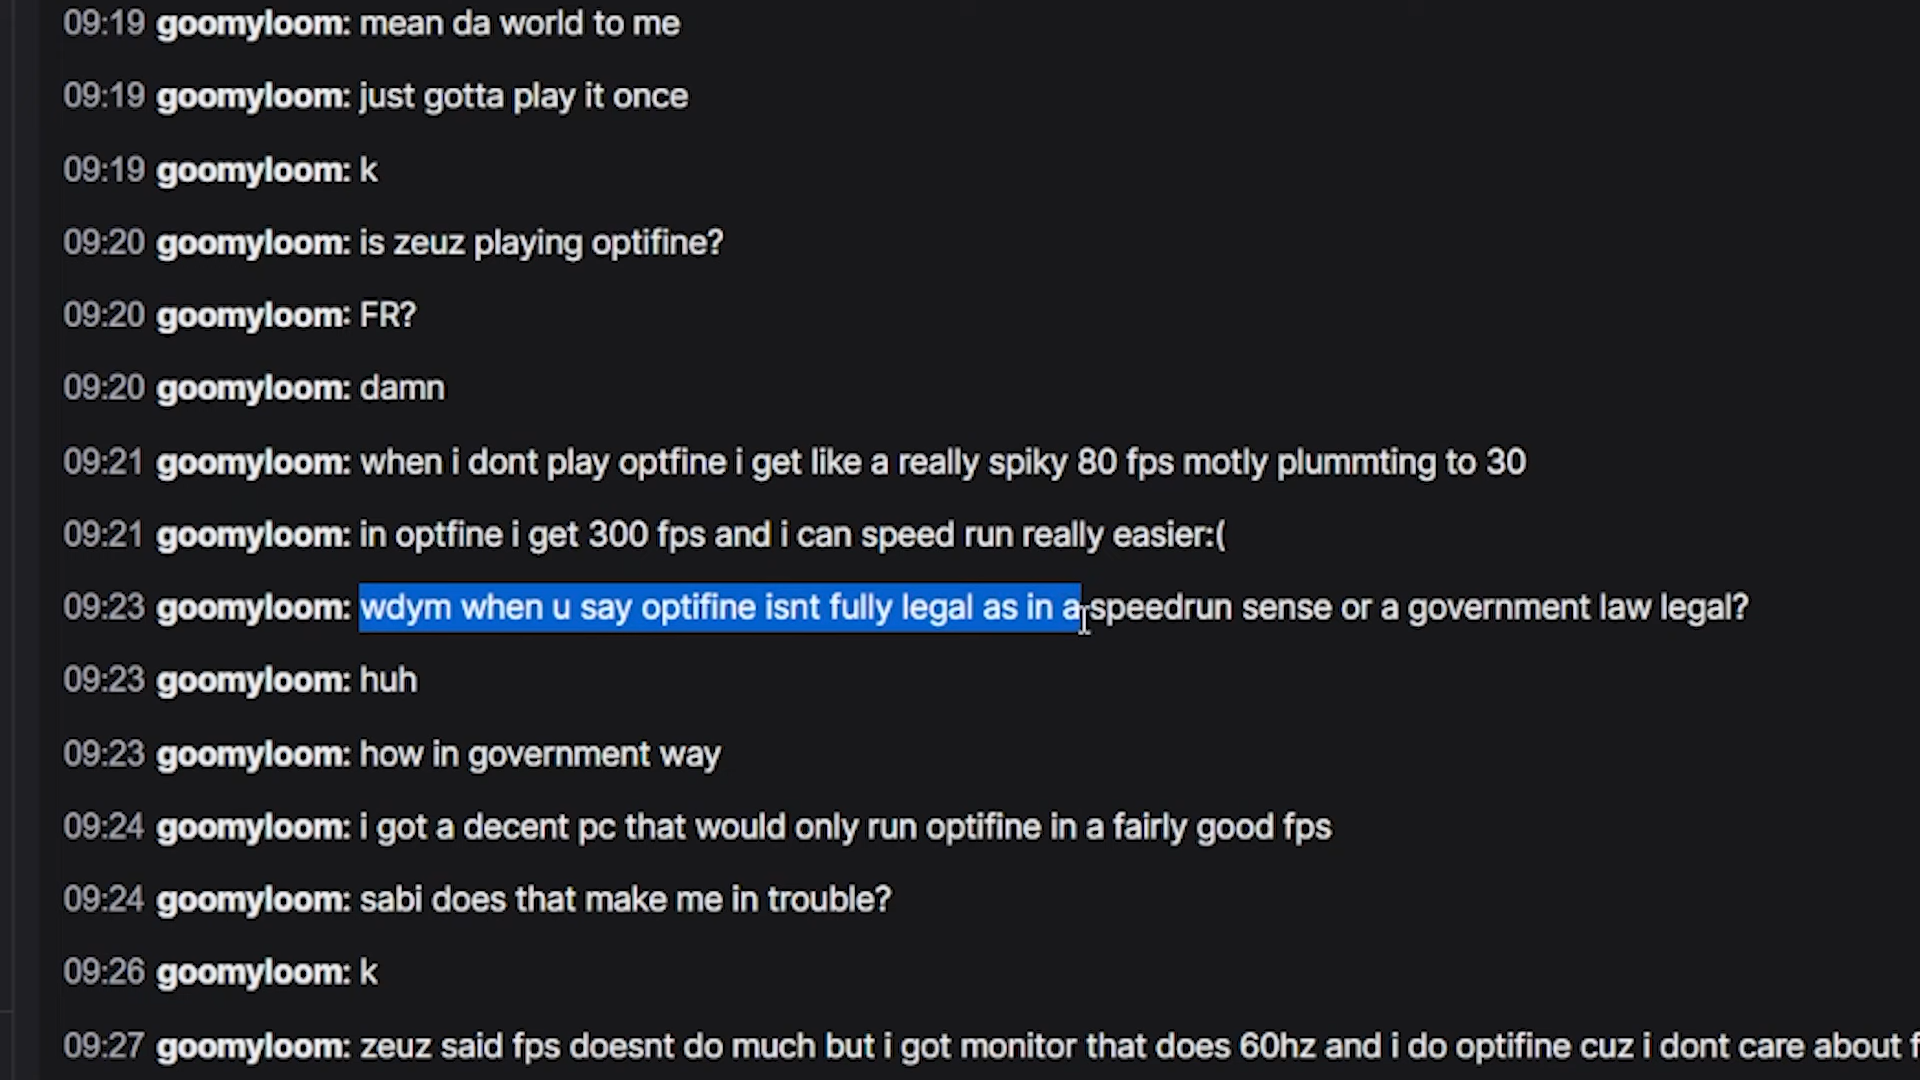 09:19 goomyloom: mean da world to me
09:19 goomyloom: just gotta play it once
09:19 goomyloom: k
09:20 goomyloom: is zeuz playing optifine?
09:20 goomyloom: FR?
09:20 goomyloom: damn
09:21 goomyloom: when i dont play optfine i get like a really spiky 80 fps motly plummting to 30
09:21 goomyloom: in optfine i get 300 fps and i can speed run really easier:(
09:23 goomyloom: wdym when u say optifine isnt fully legal as in a speedrun sense or a government law legal?
09:23 goomyloom: huh
09:23 goomyloom: how in government way
09:24 goomyloom: i got a decent pc that would only run optifine in a fairly good fps
09:24 goomyloom: sabi does that make me in trouble?
09:26 goomyloom: k
09:27 goomyloom: zeuz said fps doesnt do much but i got monitor that does 60hz and i do optifine cuz i dont care about